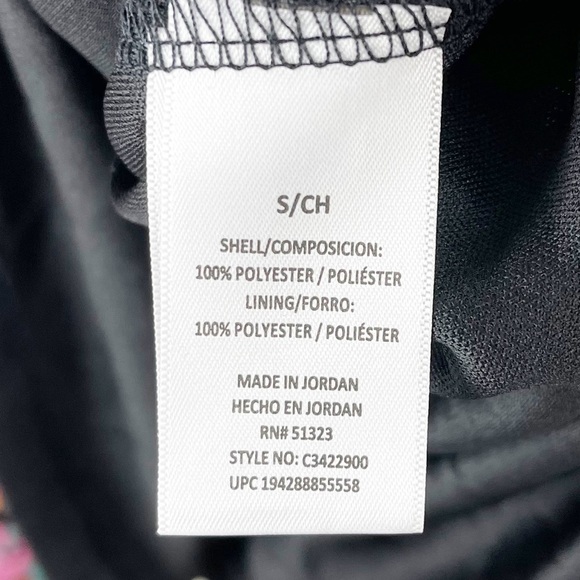 S/CH
SHELL/COMPOSICION:
100% POLYESTER / POLIÉSTER
LINING/FORRO:
100% POLYESTER / POLIÉSTER
MADE IN JORDAN
HECHO EN JORDAN
RN# 51323
STYLE NO: C3422900
UPC 194288855558